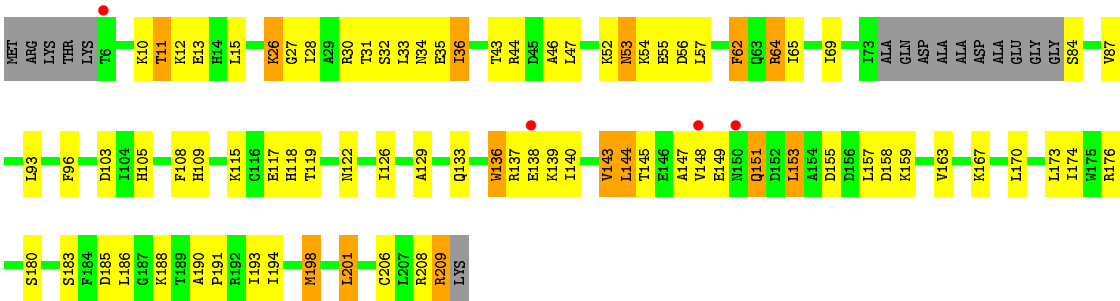 MET ARG LYS THR LYS T6 K10 T11 K12 E13 H14 L15 K26 G27 I28 A29 R30 T31 S32 L33 N34 E35 I36 T43 R44 D45 A46 L47 K52 N53 K54 E55 D56 L57 F62 Q63 R64 I65 I69 I73 ALA GLN ASP ALA ALA ALA ASP ALA GLU GLY GLY S84 V87
L93 F96 D103 I104 H105 F108 H109 K115 C116 E117 H118 T119 N122 I126 A129 Q133 W136 R137 E138 K139 I140 V143 L144 T145 E146 A147 V148 E149 N150 Q151 D152 L153 A154 D155 D156 L157 D158 K159 V163 K167 L170 L173 I174 W175 R176
S180 S183 F184 D185 L186 G187 K188 T189 A190 P191 R192 I193 I194 M198 L201 C206 L207 R208 R209 LYS